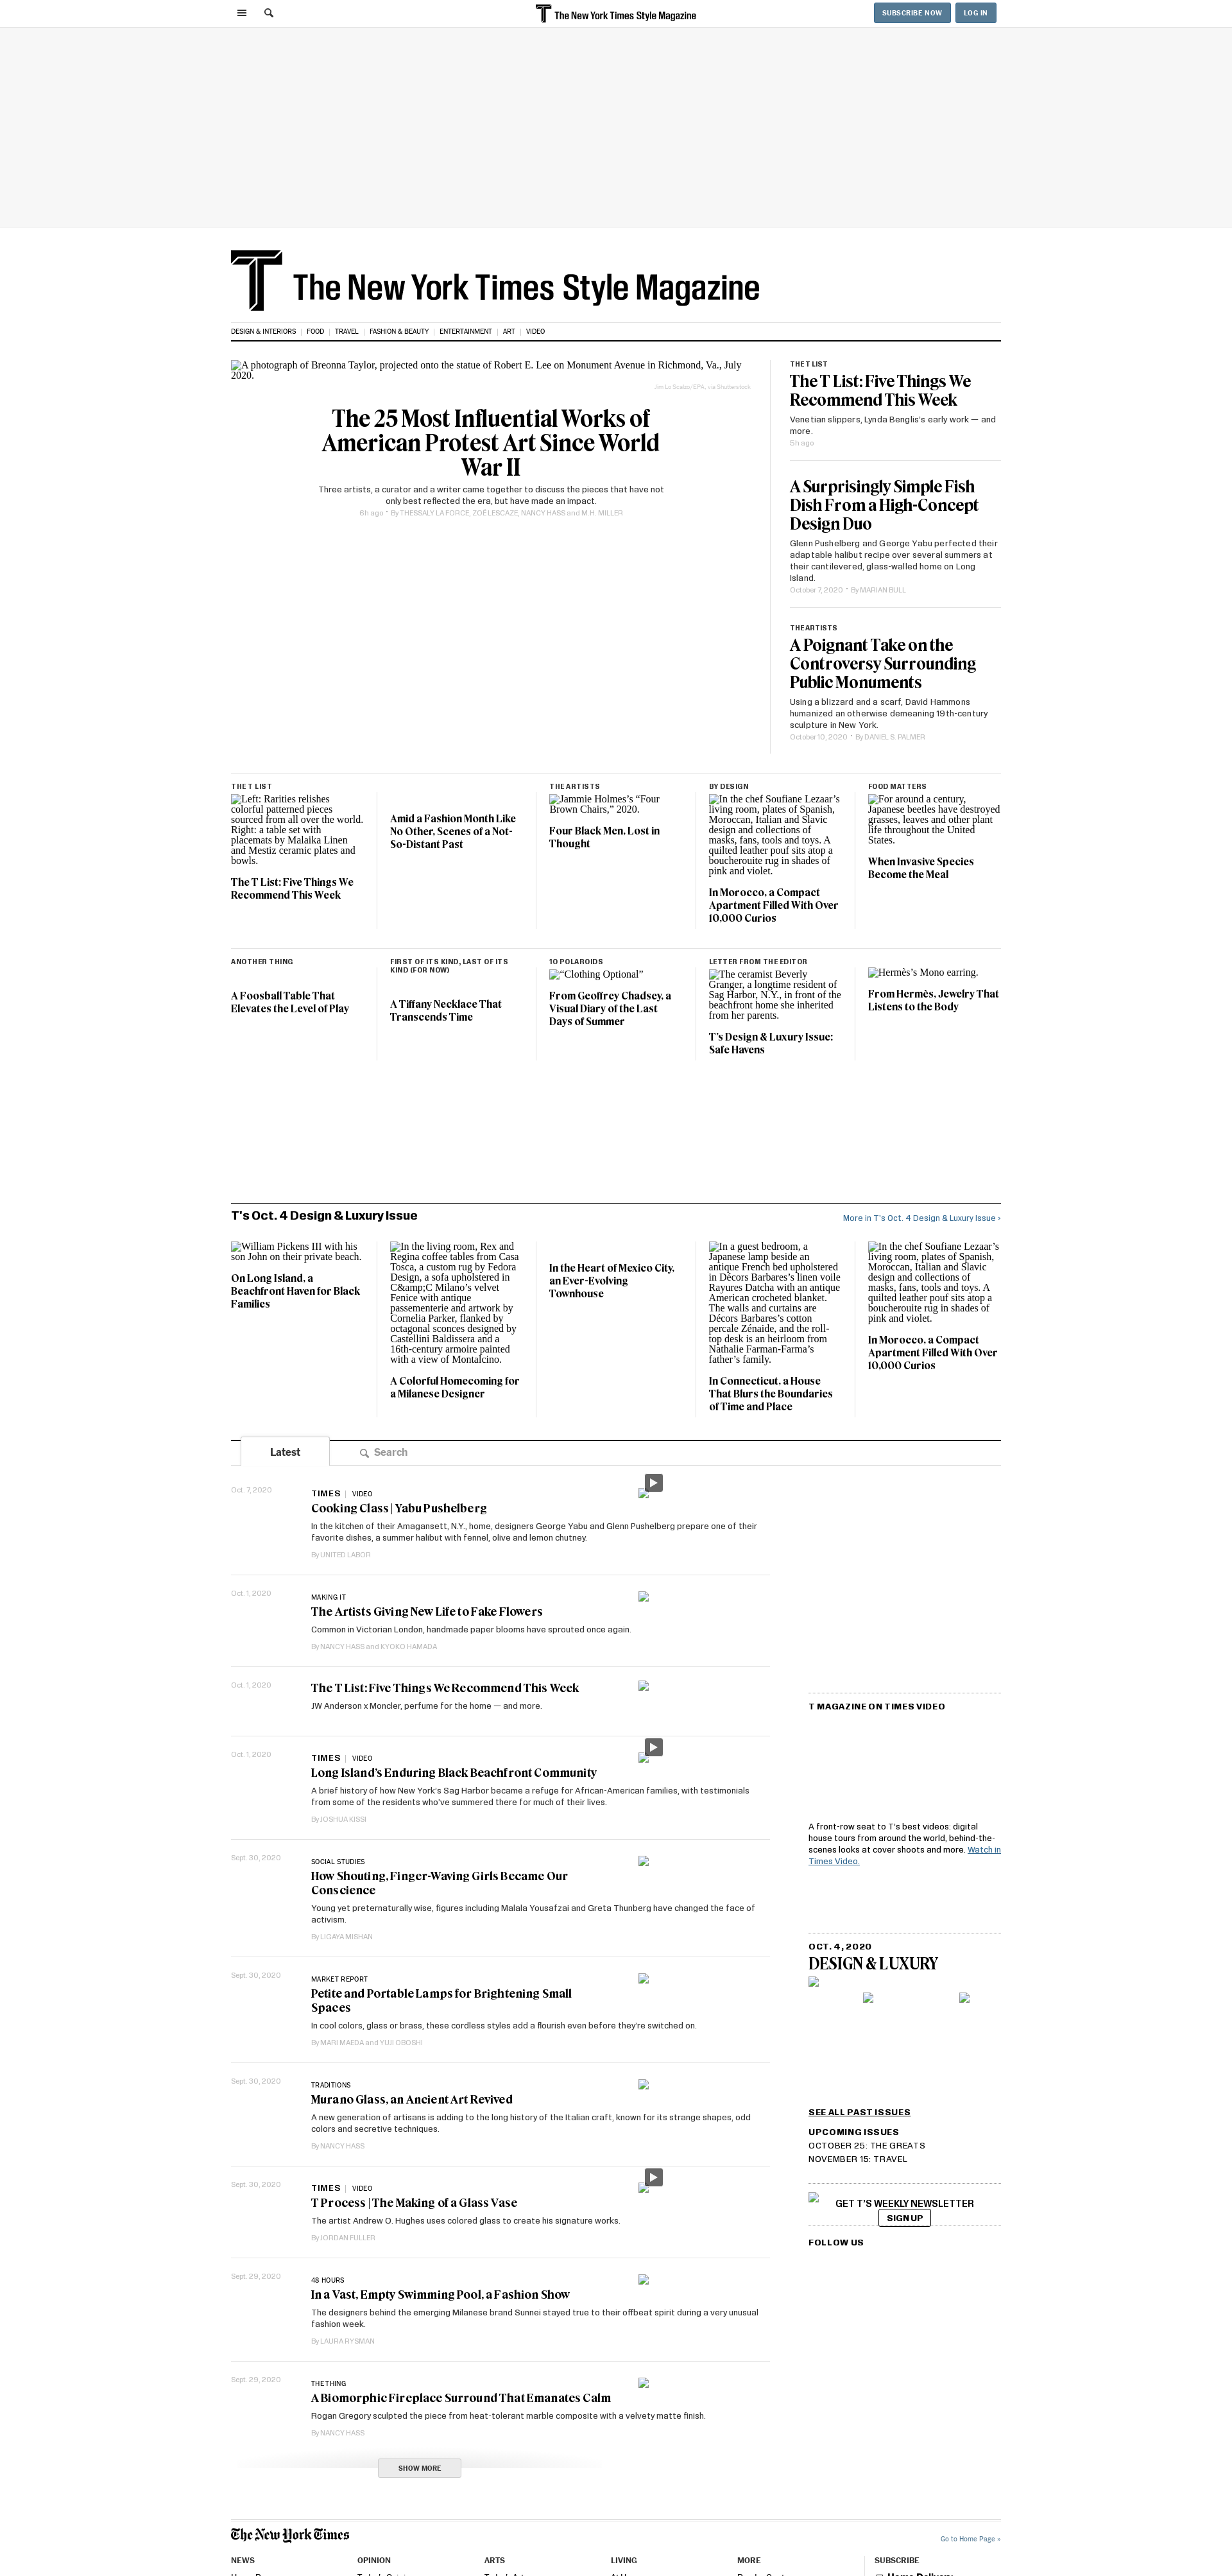 The New York Times Style Magazine
SUBSCRIBE NOW
LOG IN
The New York Times Style Magazine
DESIGN & INTERIORS
FOOD
TRAVEL
FASHION & BEAUTY
ENTERTAINMENT
ART
VIDEO
A photograph of Breonna Taylor, projected onto the statue of Robert E. Lee on Monument Avenue in Richmond, Va., July
2020.
Jim Lo Scalzo/EPA, via Shutterstock
The 25 Most Influential Works of
American Protest Art Since World
War II
Three artists, a curator and a writer came together to discuss the pieces that have not
only best reflected the era, but have made an impact.
6h ago · By THESSALY LA FORCE, ZOË LESCAZE, NANCY HASS and M.H. MILLER
THE T LIST
The T List: Five Things We
Recommend This Week
Venetian slippers, Lynda Benglis's early work — and
more.
5h ago
A Surprisingly Simple Fish
Dish From a High-Concept
Design Duo
Glenn Pushelberg and George Yabu perfected their
adaptable halibut recipe over several summers at
their cantilevered, glass-walled home on Long
Island.
October 7, 2020 · By MARIAN BULL
THE ARTISTS
A Poignant Take on the
Controversy Surrounding
Public Monuments
Using a blizzard and a scarf, David Hammons
humanized an otherwise demeaning 19th-century
sculpture in New York.
October 10, 2020 · By DANIEL S. PALMER
THE T LIST
Left: Rarities relishes
colorful patterned pieces
sourced from all over the world.
Right: a table set with
placemats by Malaika Linen
and Mestiz ceramic plates and
bowls.
The T List: Five Things We
Recommend This Week
Amid a Fashion Month Like
No Other, Scenes of a Not-
So-Distant Past
THE ARTISTS
Jammie Holmes’s “Four
Brown Chairs,” 2020.
Four Black Men, Lost in
Thought
BY DESIGN
In the chef Soufiane Lezaar’s
living room, plates of Spanish,
Moroccan, Italian and Slavic
design and collections of
masks, fans, tools and toys. A
quilted leather pouf sits atop a
boucherouite rug in shades of
pink and violet.
In Morocco, a Compact
Apartment Filled With Over
10,000 Curios
FOOD MATTERS
For around a century,
Japanese beetles have destroyed
grasses, leaves and other plant
life throughout the United
States.
When Invasive Species
Become the Meal
ANOTHER THING
A Foosball Table That
Elevates the Level of Play
FIRST OF ITS KIND, LAST OF ITS
KIND (FOR NOW)
A Tiffany Necklace That
Transcends Time
10 POLAROIDS
“Clothing Optional”
From Geoffrey Chadsey, a
Visual Diary of the Last
Days of Summer
LETTER FROM THE EDITOR
The ceramist Beverly
Granger, a longtime resident of
Sag Harbor, N.Y., in front of the
beachfront home she inherited
from her parents.
T’s Design & Luxury Issue:
Safe Havens
Hermès’s Mono earring.
From Hermès, Jewelry That
Listens to the Body
T's Oct. 4 Design & Luxury Issue
More in T's Oct. 4 Design & Luxury Issue ›
William Pickens III with his
son John on their private beach.
On Long Island, a
Beachfront Haven for Black
Families
In the living room, Rex and
Regina coffee tables from Casa
Tosca, a custom rug by Fedora
Design, a sofa upholstered in
C&amp;C Milano’s velvet
Fenice with antique
passementerie and artwork by
Cornelia Parker, flanked by
octagonal sconces designed by
Castellini Baldissera and a
16th-century armoire painted
with a view of Montalcino.
A Colorful Homecoming for
a Milanese Designer
In the Heart of Mexico City,
an Ever-Evolving
Townhouse
In a guest bedroom, a
Japanese lamp beside an
antique French bed upholstered
in Décors Barbares’s linen voile
Rayures Datcha with an antique
American crocheted blanket.
The walls and curtains are
Décors Barbares’s cotton
percale Zénaide, and the roll-
top desk is an heirloom from
Nathalie Farman-Farma’s
father’s family.
In Connecticut, a House
That Blurs the Boundaries
of Time and Place
In the chef Soufiane Lezaar’s
living room, plates of Spanish,
Moroccan, Italian and Slavic
design and collections of
masks, fans, tools and toys. A
quilted leather pouf sits atop a
boucherouite rug in shades of
pink and violet.
In Morocco, a Compact
Apartment Filled With Over
10,000 Curios
Latest
Search
Oct. 7, 2020
TIMES | VIDEO
Cooking Class | Yabu Pushelberg
In the kitchen of their Amagansett, N.Y., home, designers George Yabu and Glenn Pushelberg prepare one of their
favorite dishes, a summer halibut with fennel, olive and lemon chutney.
By UNITED LABOR
Oct. 1, 2020
MAKING IT
The Artists Giving New Life to Fake Flowers
Common in Victorian London, handmade paper blooms have sprouted once again.
By NANCY HASS and KYOKO HAMADA
Oct. 1, 2020
The T List: Five Things We Recommend This Week
JW Anderson x Moncler, perfume for the home — and more.
Oct. 1, 2020
TIMES | VIDEO
Long Island’s Enduring Black Beachfront Community
A brief history of how New York’s Sag Harbor became a refuge for African-American families, with testimonials
from some of the residents who’ve summered there for much of their lives.
By JOSHUA KISSI
Sept. 30, 2020
SOCIAL STUDIES
How Shouting, Finger-Waving Girls Became Our
Conscience
Young yet preternaturally wise, figures including Malala Yousafzai and Greta Thunberg have changed the face of
activism.
By LIGAYA MISHAN
Sept. 30, 2020
MARKET REPORT
Petite and Portable Lamps for Brightening Small
Spaces
In cool colors, glass or brass, these cordless styles add a flourish even before they’re switched on.
By MARI MAEDA and YUJI OBOSHI
Sept. 30, 2020
TRADITIONS
Murano Glass, an Ancient Art Revived
A new generation of artisans is adding to the long history of the Italian craft, known for its strange shapes, odd
colors and secretive techniques.
By NANCY HASS
Sept. 30, 2020
TIMES | VIDEO
T Process | The Making of a Glass Vase
The artist Andrew O. Hughes uses colored glass to create his signature works.
By JORDAN FULLER
Sept. 29, 2020
48 HOURS
In a Vast, Empty Swimming Pool, a Fashion Show
The designers behind the emerging Milanese brand Sunnei stayed true to their offbeat spirit during a very unusual
fashion week.
By LAURA RYSMAN
Sept. 29, 2020
THE THING
A Biomorphic Fireplace Surround That Emanates Calm
Rogan Gregory sculpted the piece from heat-tolerant marble composite with a velvety matte finish.
By NANCY HASS
SHOW MORE
T MAGAZINE ON TIMES VIDEO
A front-row seat to T’s best videos: digital
house tours from around the world, behind-the-
scenes looks at cover shoots and more. Watch in
Times Video.
OCT. 4, 2020
DESIGN & LUXURY
SEE ALL PAST ISSUES
UPCOMING ISSUES
OCTOBER 25: THE GREATS
NOVEMBER 15: TRAVEL
GET T'S WEEKLY NEWSLETTER
SIGN UP
FOLLOW US
The New York Times
Go to Home Page »
NEWS
OPINION
ARTS
LIVING
MORE
SUBSCRIBE